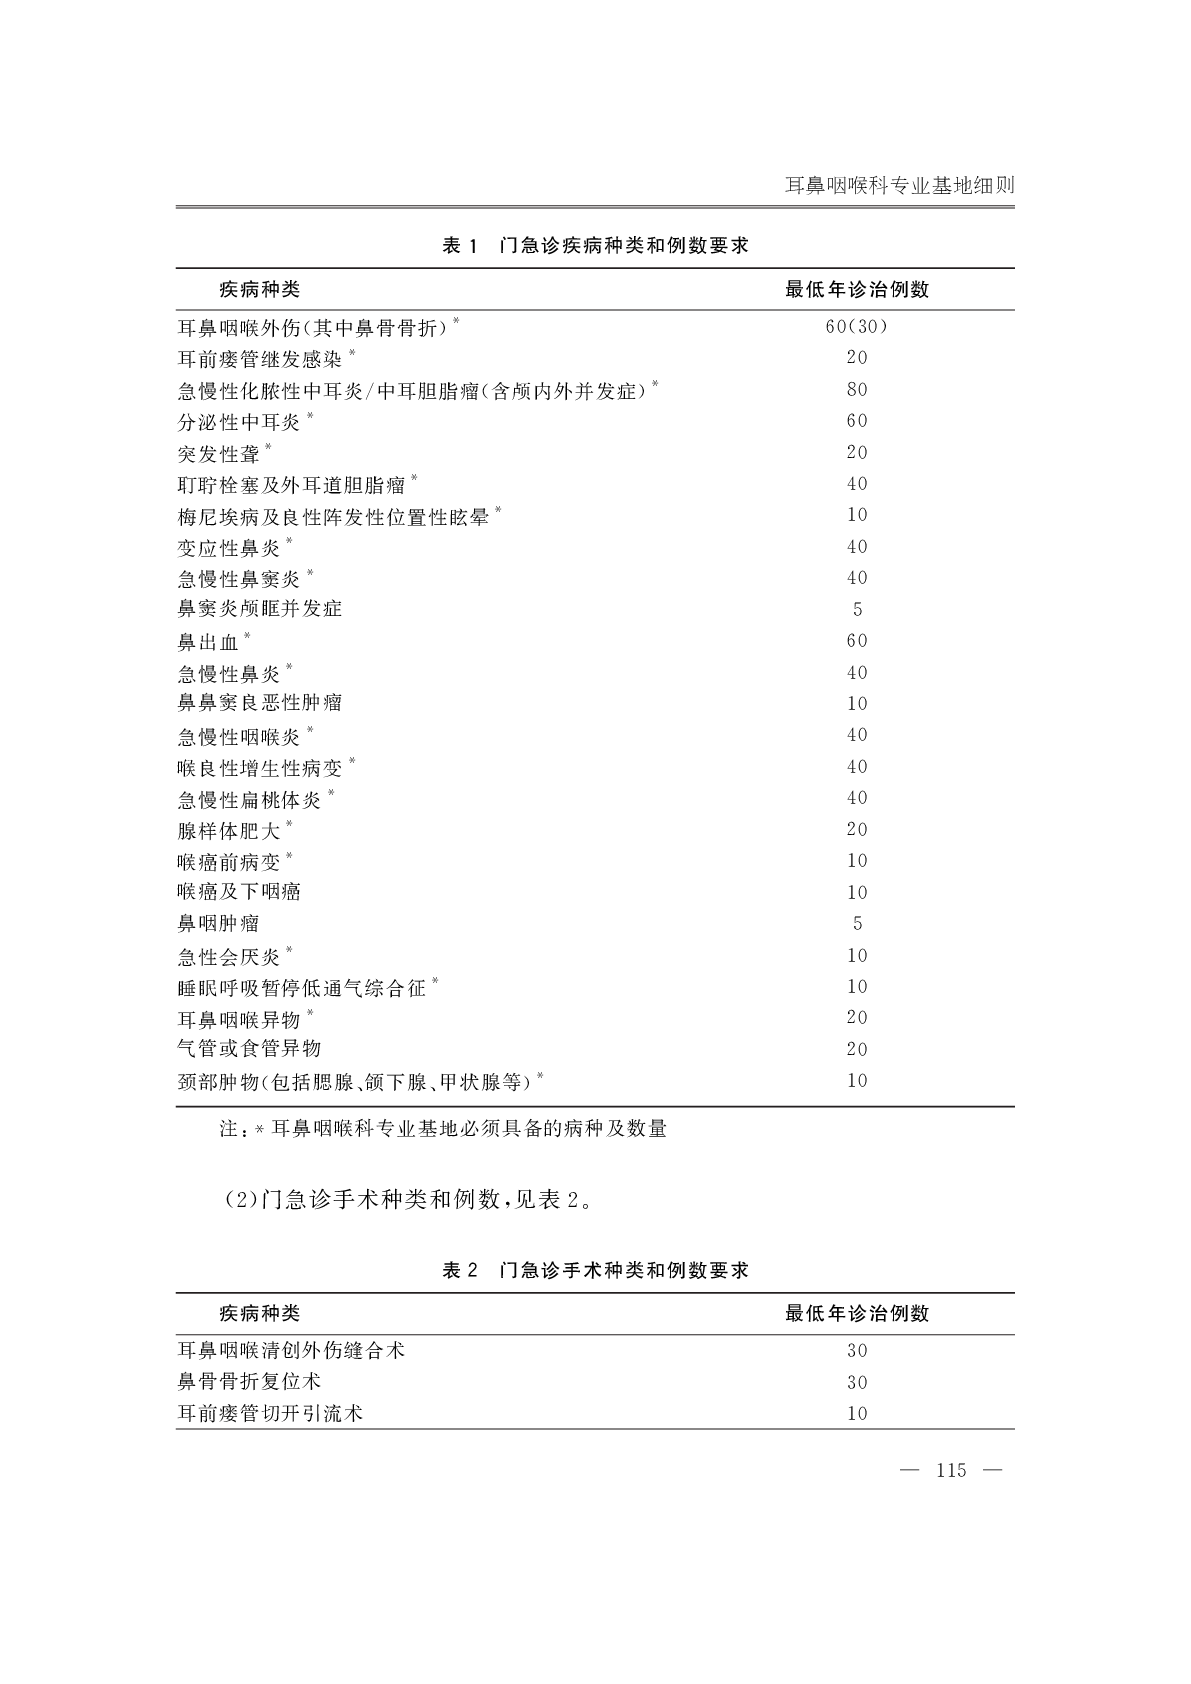 耳鼻咽喉科专业基地细则
表 1 门急诊疾病种类和例数要求
疾病种类 最低年诊治例数
耳鼻咽喉外伤(其中鼻骨骨折)* 60(30)
耳前瘘管继发感染* 20
急慢性化脓性中耳炎/中耳胆脂瘤(含颅内外并发症)* 80
分泌性中耳炎* 60
突发性聋* 20
耵聍栓塞及外耳道胆脂瘤* 40
梅尼埃病及良性阵发性位置性眩晕* 10
变应性鼻炎* 40
急慢性鼻窦炎* 40
鼻窦炎颅眶并发症 5
鼻出血* 60
急慢性鼻炎* 40
鼻鼻窦良恶性肿瘤 10
急慢性咽喉炎* 40
喉良性增生性病变* 40
急慢性扁桃体炎* 40
腺样体肥大* 20
喉癌前病变* 10
喉癌及下咽癌 10
鼻咽肿瘤 5
急性会厌炎* 10
睡眠呼吸暂停低通气综合征* 10
耳鼻咽喉异物* 20
气管或食管异物 20
颈部肿物(包括腮腺、颌下腺、甲状腺等)* 10
注:* 耳鼻咽喉科专业基地必须具备的病种及数量
(2)门急诊手术种类和例数,见表 2。
表 2 门急诊手术种类和例数要求
疾病种类 最低年诊治例数
耳鼻咽喉清创外伤缝合术 30
鼻骨骨折复位术 30
耳前瘘管切开引流术 10
— 115 —